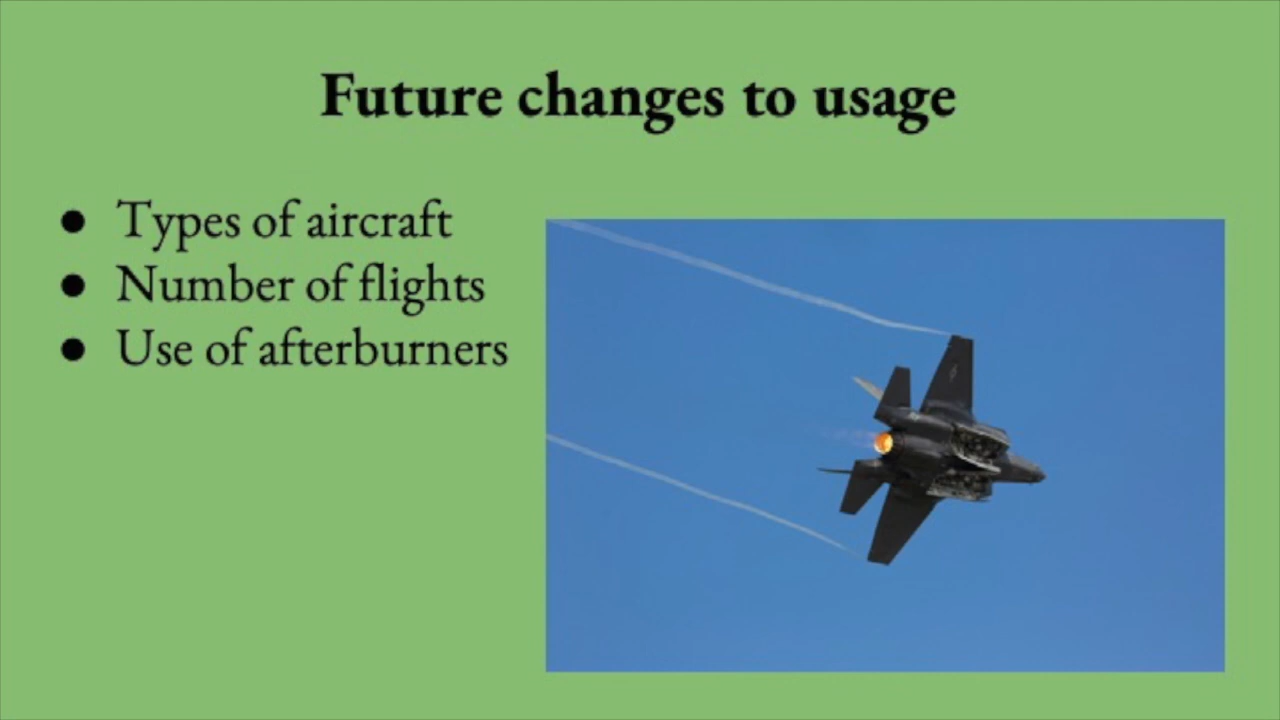 Future changes to usage
● Types of aircraft
● Number of flights
● Use of afterburners